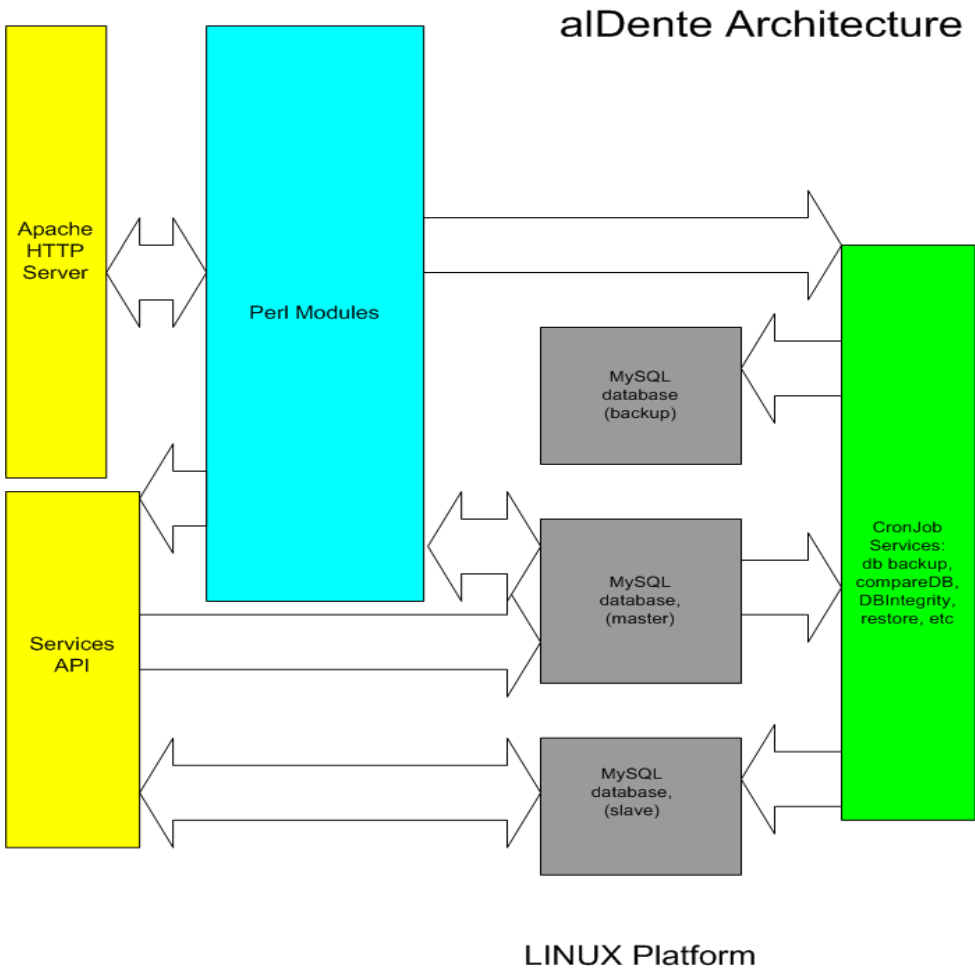 alDente Architecture
Apache
HTTP
Server
Perl Modules
MySQL
database
(backup)
CronJob
Services:
db backup,
compareDB,
DBIntegrity,
restore, etc
MySQL
database,
(master)
Services
API
MySQL
database,
(slave)
LINUX Platform